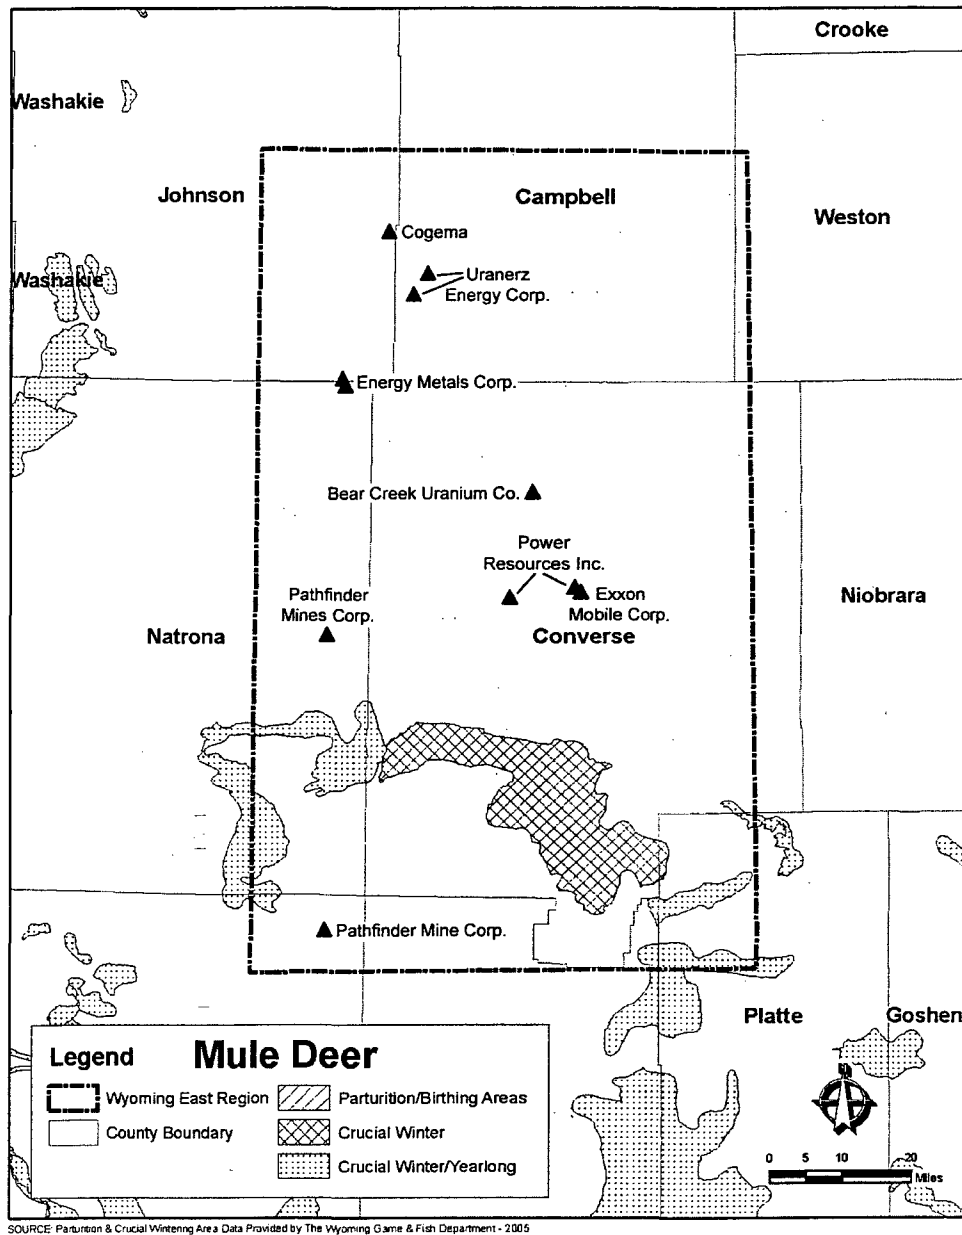 Crooke
Washakie
Johnson
Campbell
Weston
Cogema
Washakie
Uranerz
Energy Corp.
Energy Metals Corp.
Bear Creek Uranium Co.
Power
Resources Inc.
Pathfinder
Mines Corp.
Exxon
Mobile Corp.
Niobrara
Natrona
Converse
Pathfinder Mine Corp.
Platte
Goshen
Legend
Mule Deer
Wyoming East Region
County Boundary
Parturition/Birthing Areas
Crucial Winter
Crucial Winter/Yearlong
N
0 5 10 20
Miles
SOURCE: Parturition & Crucial Wintering Area Data Provided by The Wyoming Game & Fish Department - 2005